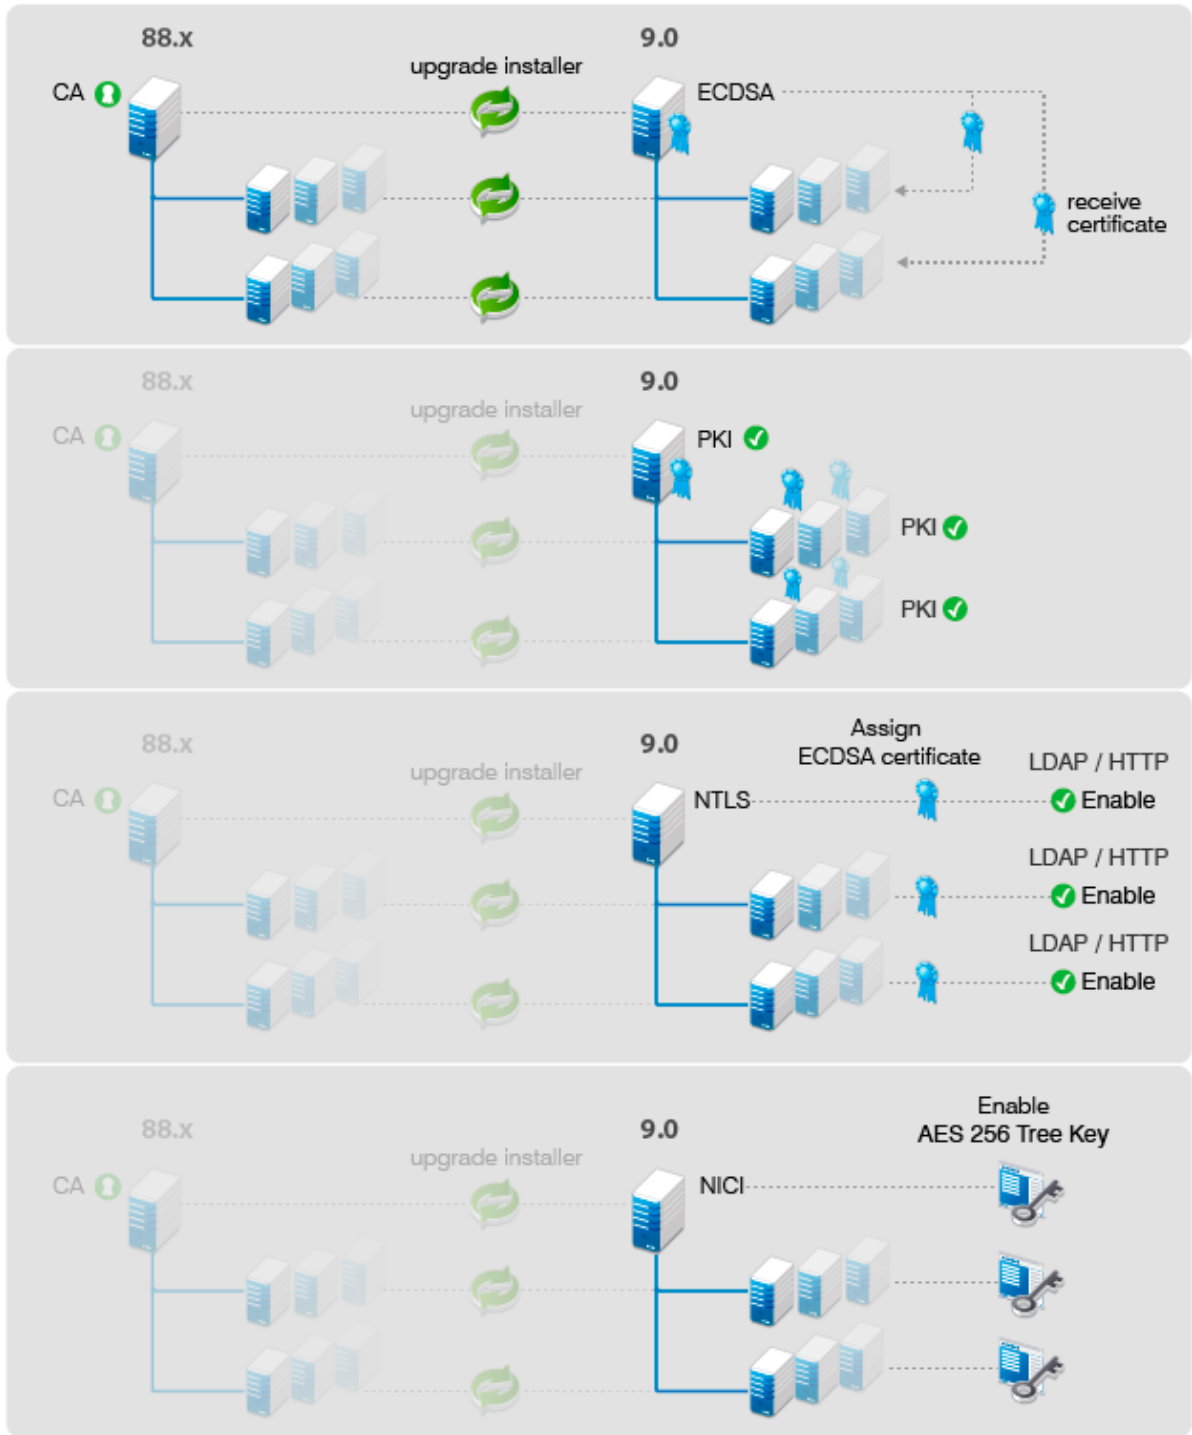 88.x
9.0
upgrade installer
CA
ECDSA
receive
certificate
88.x
9.0
upgrade installer
CA
PKI
PKI
PKI
88.x
9.0
Assign
ECDSA certificate
LDAP / HTTP
upgrade installer
CA
NTLS
Enable
LDAP / HTTP
Enable
LDAP / HTTP
Enable
Enable
AES 256 Tree Key
88.x
9.0
upgrade installer
CA
NICI